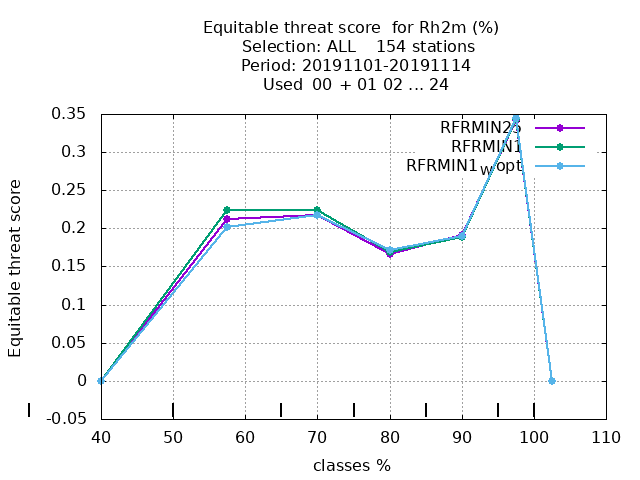 Equitable threat score  for Rh2m (%)
Selection: ALL    154 stations
Period: 20191101-20191114
Used  00  + 01 02 ... 24
0.35
0.3
0.25
0.2
0.15
0.1
0.05
0
-0.05
Equitable threat score
RFRMIN25
RFRMIN1
RFRMIN1wopt
40 50 60 70 80 90 100 110
classes %